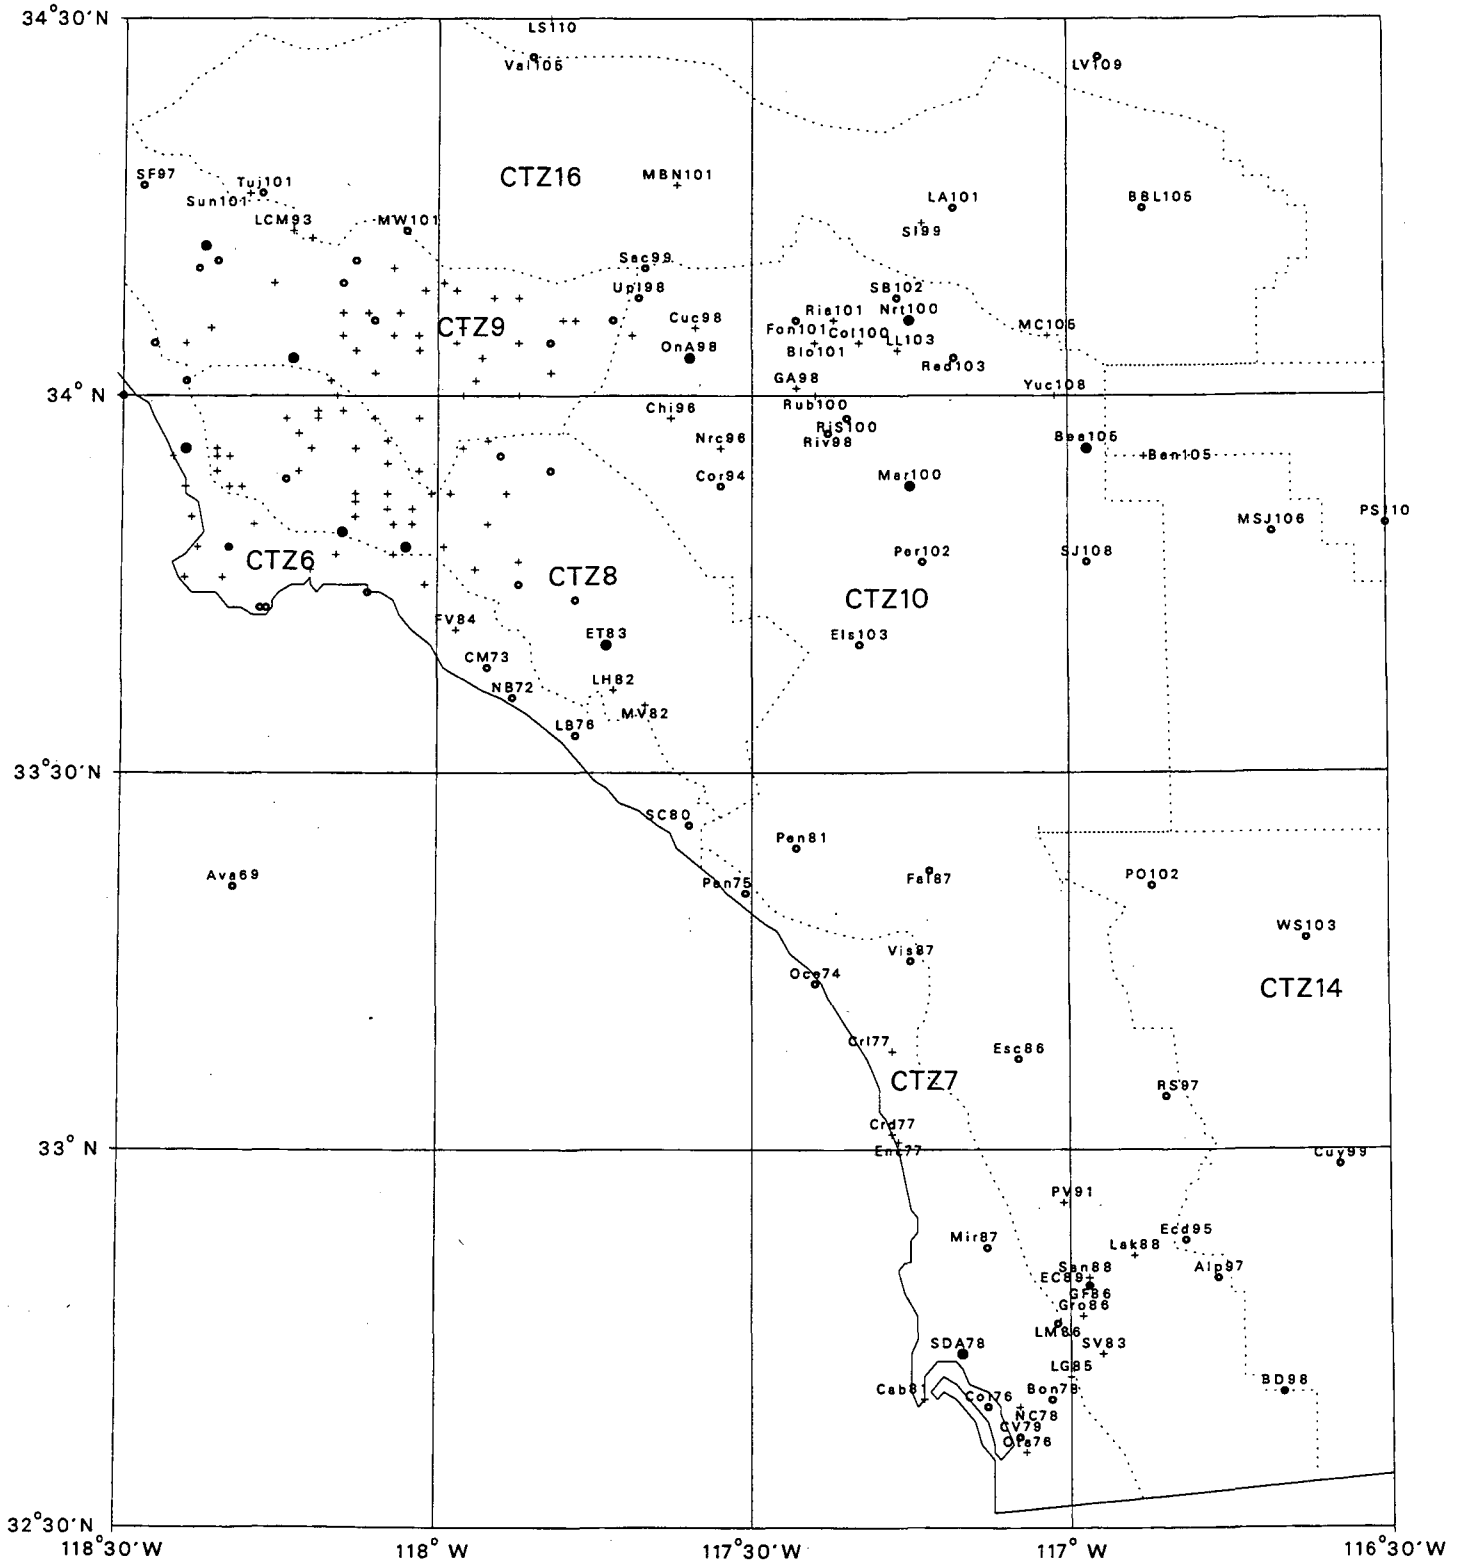 34°30'N
LS110
Val105
LV109
SF97
Tuj101
CTZ16
MBN101
Sun101
LA101
BBL105
LCM93
MW101
SI99
Sac99
Upl98
SB102
Cuc98
Ria101
Nrt100
CTZ9
Fon101
Col100
MC105
OnA98
Blo101
LL103
Red103
GA98
Yuc108
34° N
Chi96
Rub100
RiS100
Nrc96
Riv98
Bea105
Ban105
Cor94
Mar100
PS110
MSJ106
CTZ6
Per102
SJ108
CTZ8
CTZ10
FV84
ET83
Els103
CM73
LH82
NB72
MV82
LB76
33°30'N
SC80
Pen81
Ava69
Pen75
Fal87
PO102
WS103
Vis87
Oce74
CTZ14
Crl77
Esc86
CTZ7
RS97
Crd77
33° N
Enc77
Cuy99
PV91
Mir87
Ecd95
Lak88
San88
Alp97
EC89
GF86
Gro86
LM86
SDA78
SV83
LG85
Cab81
Col76
Bon78
BD98
NC78
CV79
Ota76
32°30'N
118°30'W
118° W
117°30'W
117° W
116°30'W